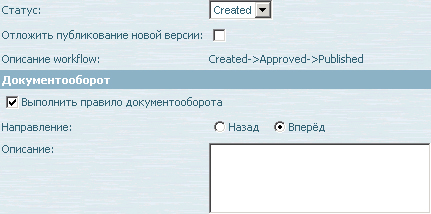 Статус: Created
Отложить публикование новой версии:
Описание workflow: Created->Approved->Published
Документооборот
Выполнить правило документооборота
Направление: Назад Вперёд
Описание: